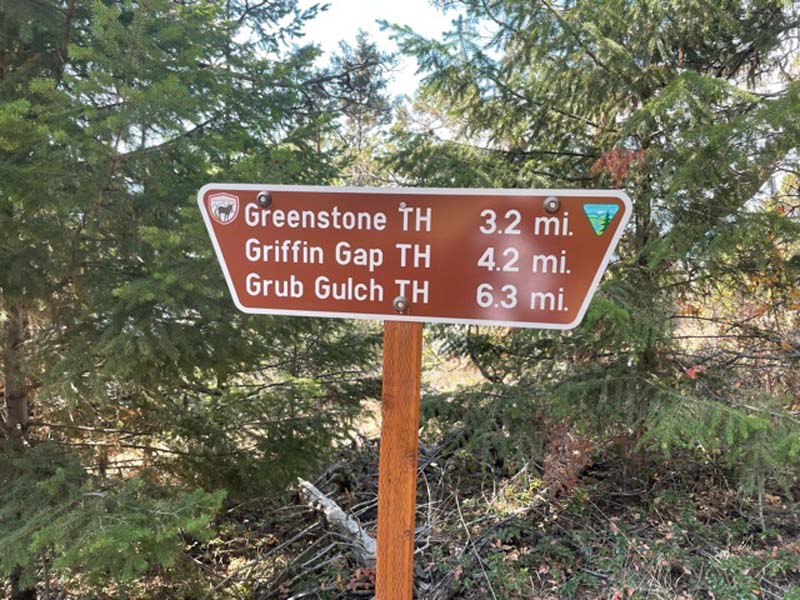 Greenstone TH 3.2 mi.
Griffin Gap TH 4.2 mi.
Grub Gulch TH 6.3 mi.